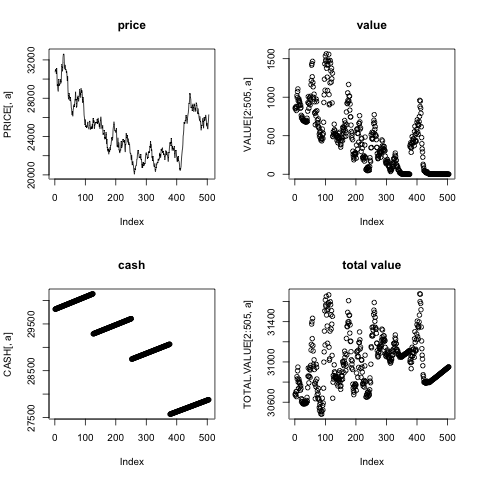 price
PRICE[, a]
20000 24000 28000 32000
0 100 200 300 400 500
Index
value
VALUE[2:505, a]
0 500 1000 1500
0 100 200 300 400 500
Index
cash
CASH[, a]
27500 28500 29500
0 100 200 300 400 500
Index
total value
TOTAL.VALUE[2:505, a]
30600 31000 31400
0 100 200 300 400 500
Index